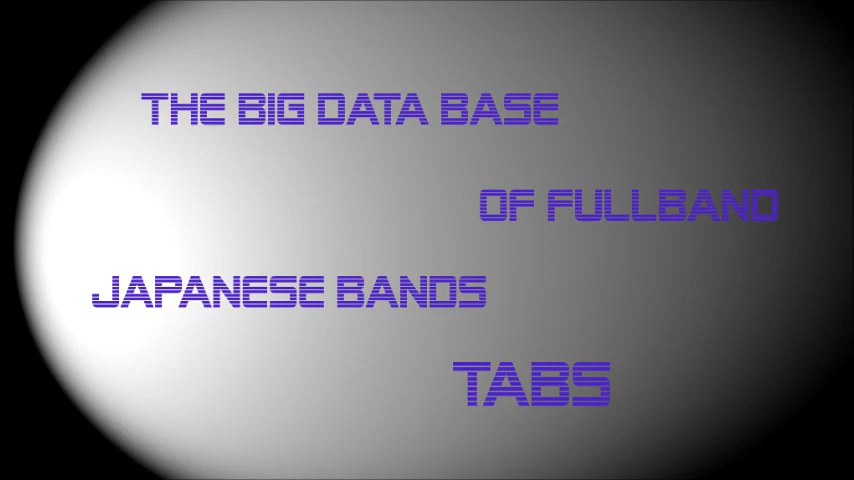 THE BIG DATA BASE
OF FULLBAND
JAPANESE BANDS
TABS